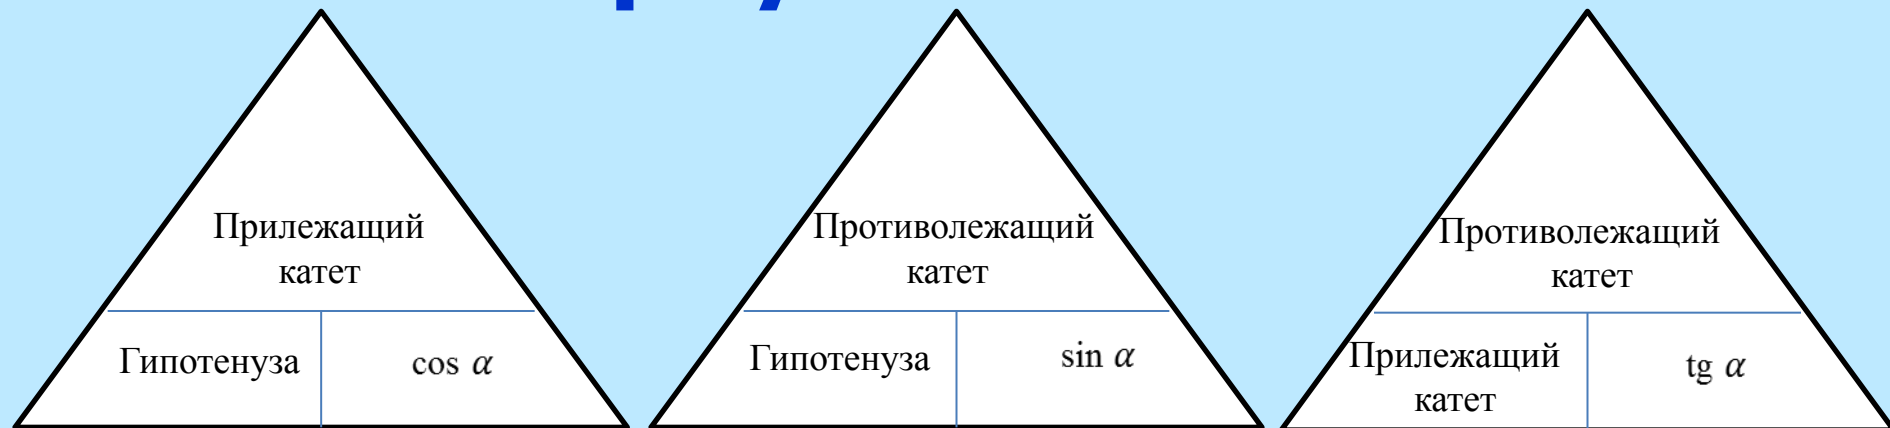 Прилежащий
катет
Гипотенуза
cos α
Противолежащий
катет
Гипотенуза
sin α
Противолежащий
катет
Прилежащий
катет
tg α